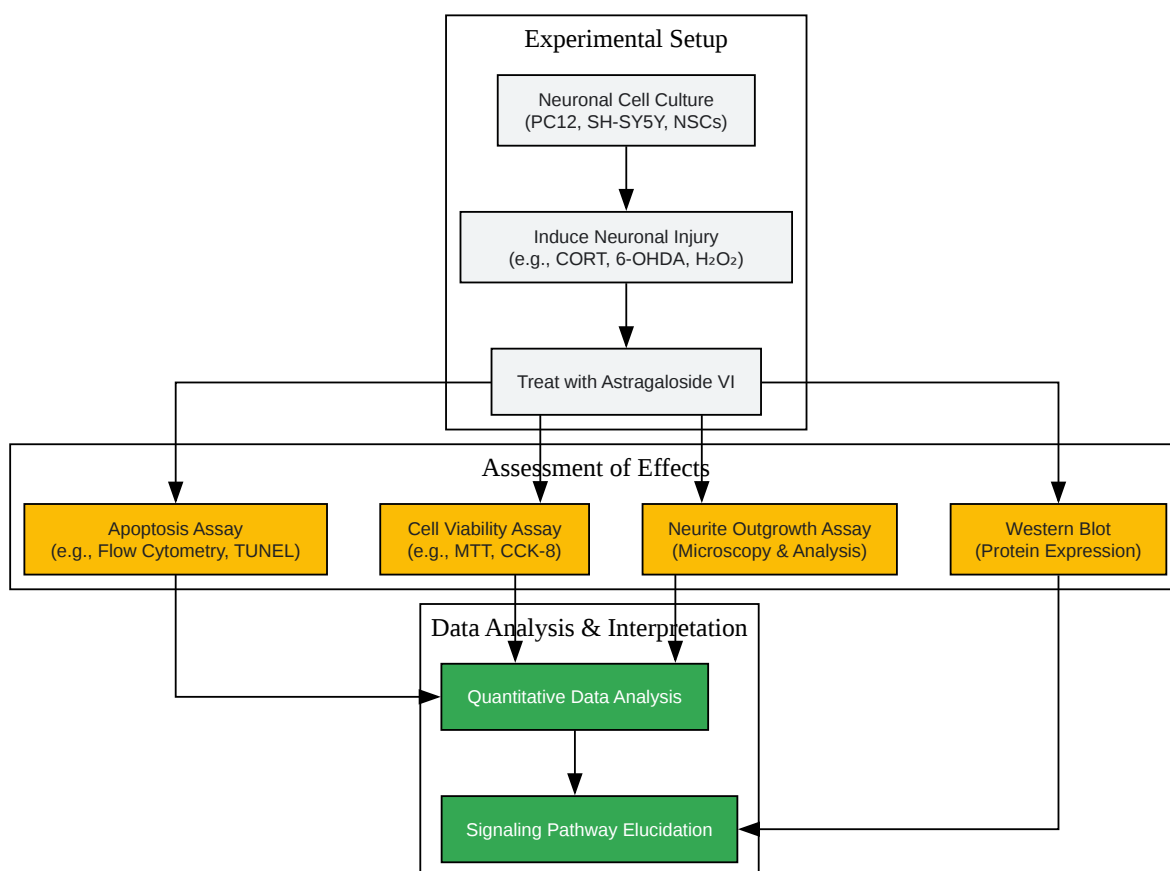 Experimental Setup
Neuronal Cell Culture
(PC12, SH-SY5Y, NSCs)
Induce Neuronal Injury
(e.g., CORT, 6-OHDA, H₂O₂)
Treat with Astragaloside VI
Assessment of Effects
Apoptosis Assay
(e.g., Flow Cytometry, TUNEL)
Cell Viability Assay
(e.g., MTT, CCK-8)
Neurite Outgrowth Assay
(Microscopy & Analysis)
Western Blot
(Protein Expression)
Data Analysis & Interpretation
Quantitative Data Analysis
Signaling Pathway Elucidation